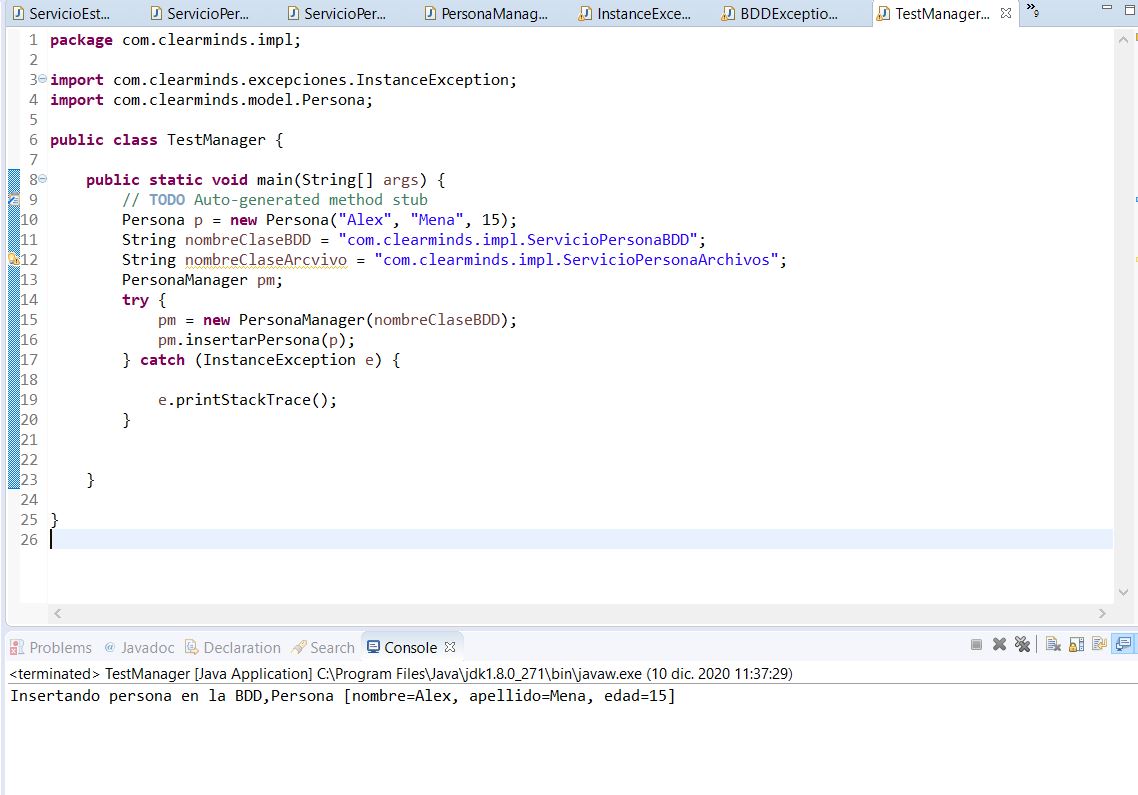 ServicioEst... ServicioPer... ServicioPer... PersonaManag... InstanceExce... BDDExceptio... TestManager... »9
1 package com.clearminds.impl;
2
3 import com.clearminds.excepciones.InstanceException;
4 import com.clearminds.model.Persona;
5
6 public class TestManager {
7
8     public static void main(String[] args) {
9         // TODO Auto-generated method stub
10         Persona p = new Persona("Alex", "Mena", 15);
11         String nombreClaseBDD = "com.clearminds.impl.ServicioPersonaBDD";
12         String nombreClaseArcvivo = "com.clearminds.impl.ServicioPersonaArchivos";
13         PersonaManager pm;
14         try {
15             pm = new PersonaManager(nombreClaseBDD);
16             pm.insertarPersona(p);
17         } catch (InstanceException e) {
18
19             e.printStackTrace();
20         }
21
22
23     }
24
25 }
26
Problems @ Javadoc Declaration Search Console
<terminated> TestManager [Java Application] C:\Program Files\Java\jdk1.8.0_271\bin\javaw.exe (10 dic. 2020 11:37:29)
Insertando persona en la BDD,Persona [nombre=Alex, apellido=Mena, edad=15]